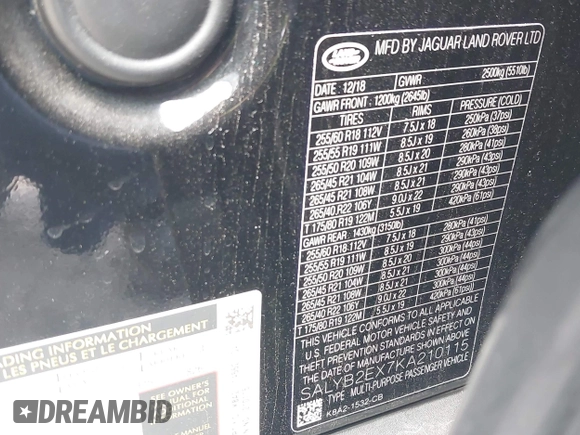 LAND ROVER
MFD BY JAGUAR LAND ROVER LTD
DATE: 12/18 GVWR 2500kg (5510lb)
GAWR FRONT: 1200kg (2645lb)
TIRES RIMS PRESSURE (COLD)
255/60 R18 112V 7.5J x 18 250kPa (37psi)
255/55 R19 111W 8.5J x 19 260kPa (38psi)
255/50 R20 109W 8.5J x 20 280kPa (41psi)
265/45 R21 104W 8.5J x 21 290kPa (43psi)
265/45 R21 108W 8.5J x 21 290kPa (43psi)
265/40 R22 106Y 9.0J x 22 290kPa (43psi)
T 175/80 R19 122M 5.5J x 19 420kPa (61psi)
GAWR REAR: 1430kg (3150lb)
255/60 R18 112V 7.5J x 18 280kPa (41psi)
255/55 R19 111W 8.5J x 19 290kPa (43psi)
255/50 R20 109W 8.5J x 20 300kPa (44psi)
265/45 R21 104W 8.5J x 21 300kPa (44psi)
265/45 R21 108W 8.5J x 21 300kPa (44psi)
265/40 R22 106Y 9.0J x 22 300kPa (44psi)
T 175/80 R19 122M 5.5J x 19 420kPa (61psi)
THIS VEHICLE CONFORMS TO ALL APPLICABLE
U.S. FEDERAL MOTOR VEHICLE SAFETY AND
THEFT PREVENTION STANDARDS IN EFFECT ON
THE DATE OF MANUFACTURE SHOWN ABOVE.
SALYB2EX7KA210115
TYPE: MULTI-PURPOSE PASSENGER VEHICLE
K8A2-1532-CB
ADING INFORMATION
LES PNEUS ET LE CHARGEMENT
DREAMBID
.com